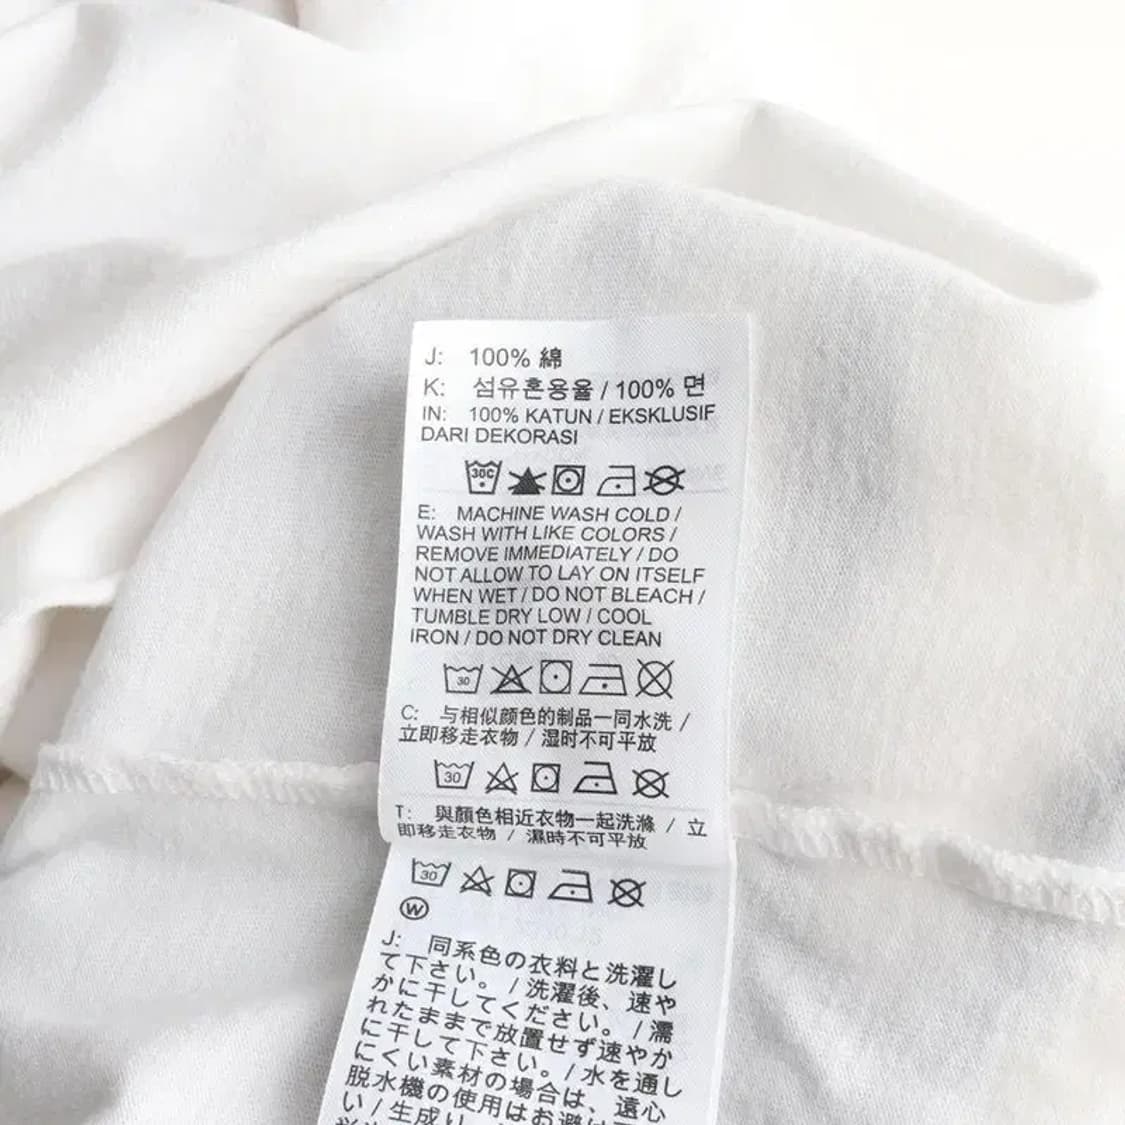 J: 100% 綿
K: 섬유혼용율 / 100% 면
IN: 100% KATUN / EKSKLUSIF
DARI DEKORASI
30C
E: MACHINE WASH COLD /
WASH WITH LIKE COLORS /
REMOVE IMMEDIATELY / DO
NOT ALLOW TO LAY ON ITSELF
WHEN WET / DO NOT BLEACH /
TUMBLE DRY LOW / COOL
IRON / DO NOT DRY CLEAN
30
C: 与相似颜色的制品一同水洗 /
立即移走衣物 / 湿时不可平放
30
T: 與顏色相近衣物一起洗滌 / 立
即移走衣物 / 濕時不可平放
30
W
J: 同系色の衣料と洗濯し
て下さい。 / 洗濯後、速や
かに干してください。 / 濡
れたままで放置せず速やか
に干して下さい。 / 水を通し
にくい素材の場合は、遠心
脱水機の使用はお避け
い / 生成り